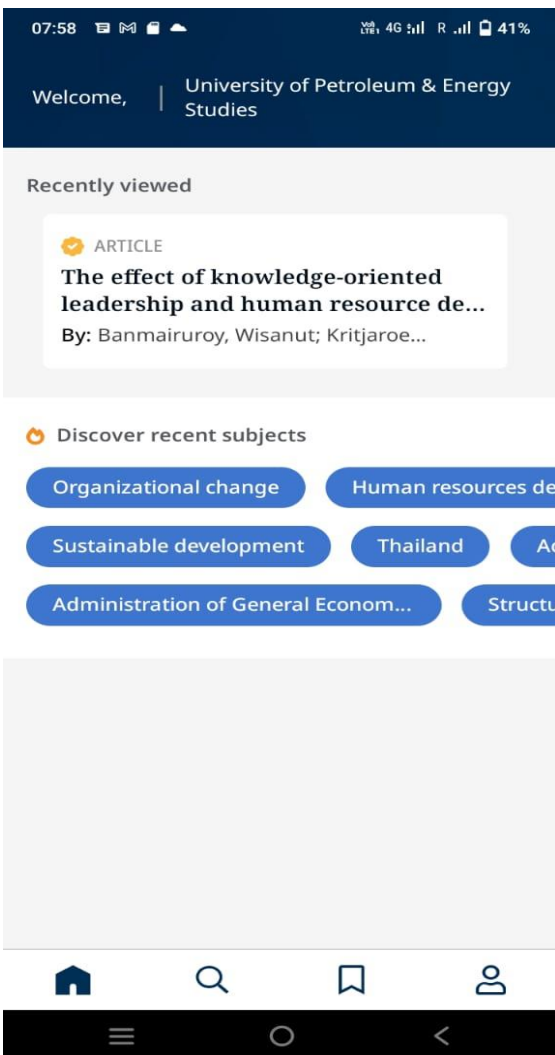 07:58 4G R 41%
Welcome, | University of Petroleum & Energy
Studies
Recently viewed
ARTICLE
The effect of knowledge-oriented
leadership and human resource de...
By: Banmairuroy, Wisanut; Kritjaroe...
Discover recent subjects
Organizational change Human resources de
Sustainable development Thailand Ac
Administration of General Econom... Structu